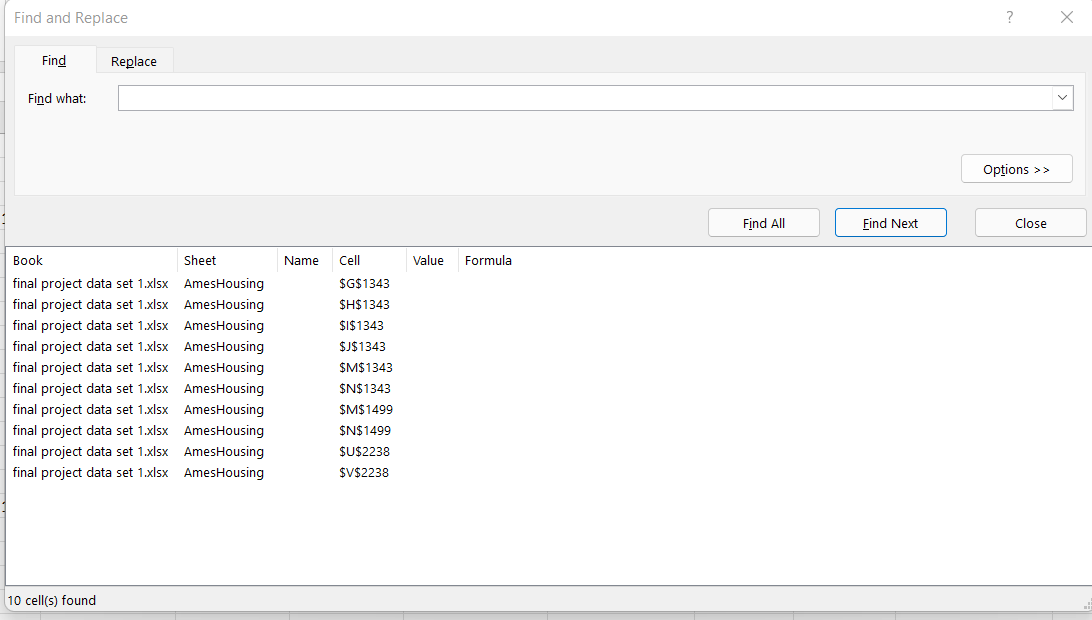 Find and Replace ?
Find Replace
Find what:
Options >>
Find All Find Next Close
Book Sheet Name Cell Value Formula
final project data set 1.xlsx AmesHousing $G$1343
final project data set 1.xlsx AmesHousing $H$1343
final project data set 1.xlsx AmesHousing $I$1343
final project data set 1.xlsx AmesHousing $J$1343
final project data set 1.xlsx AmesHousing $M$1343
final project data set 1.xlsx AmesHousing $N$1343
final project data set 1.xlsx AmesHousing $M$1499
final project data set 1.xlsx AmesHousing $N$1499
final project data set 1.xlsx AmesHousing $U$2238
final project data set 1.xlsx AmesHousing $V$2238
10 cell(s) found